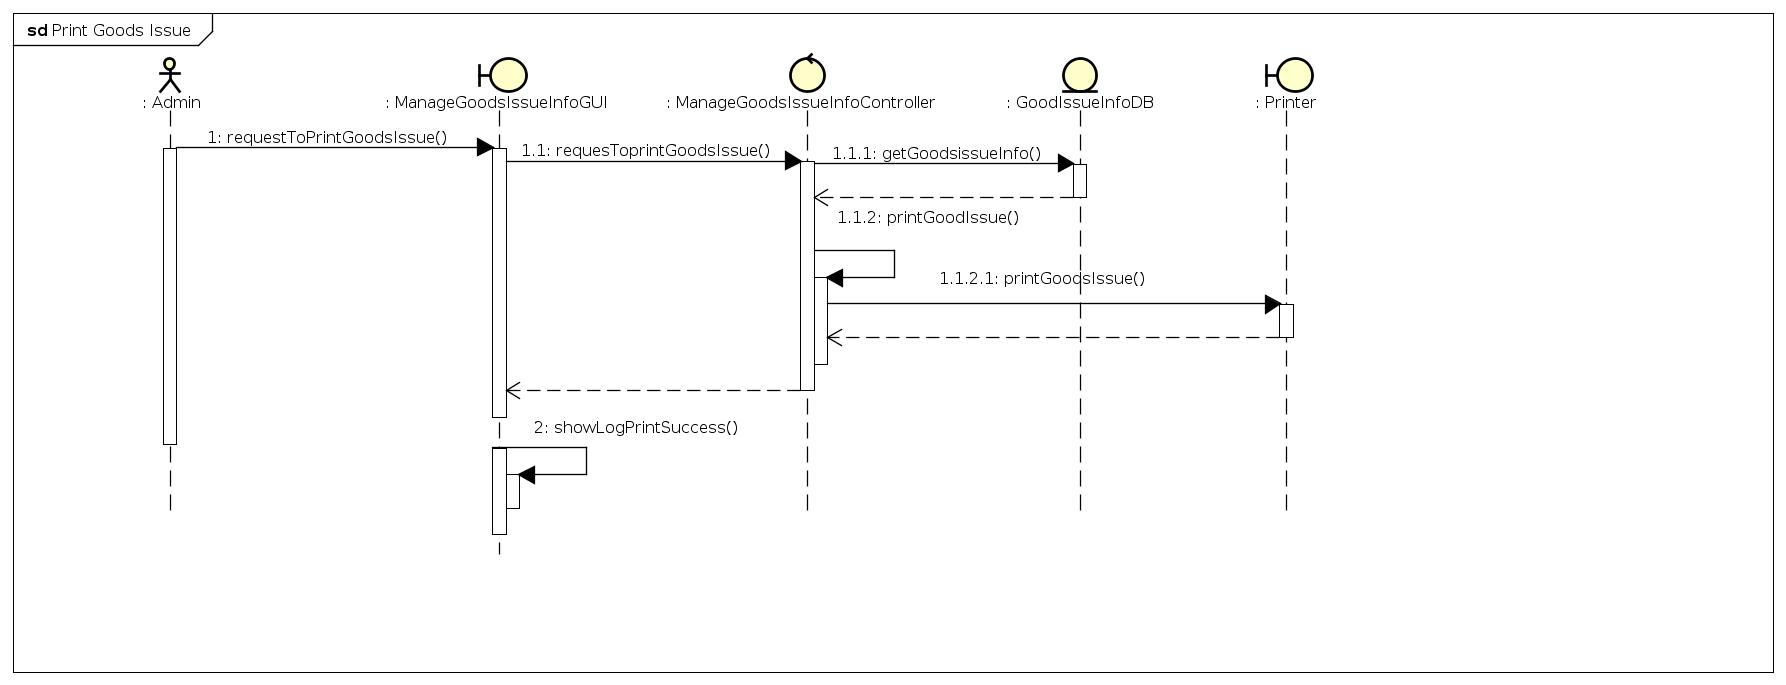 sd Print Goods Issue
: Admin
: ManageGoodsIssueInfoGUI
: ManageGoodsIssueInfoController
: GoodIssueInfoDB
: Printer
1: requestToPrintGoodsIssue()
1.1: requesToprintGoodsIssue()
1.1.1: getGoodsissueInfo()
1.1.2: printGoodIssue()
1.1.2.1: printGoodsIssue()
2: showLogPrintSuccess()